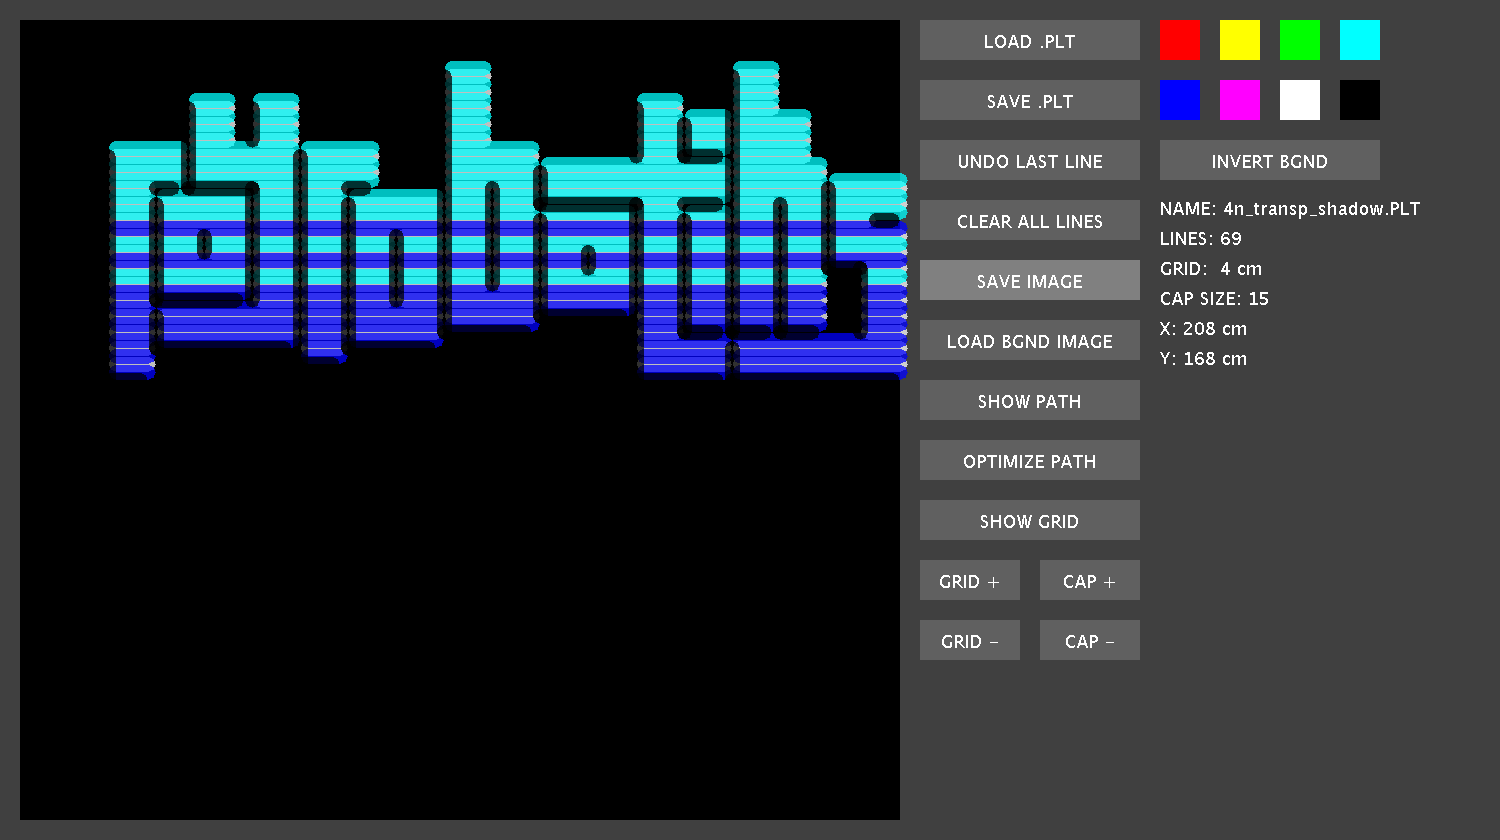 LOAD .PLT
SAVE .PLT
UNDO LAST LINE
INVERT BGND
CLEAR ALL LINES
NAME: 4n_transp_shadow.PLT
LINES: 69
SAVE IMAGE
GRID: 4 cm
CAP SIZE: 15
LOAD BGND IMAGE
X: 208 cm
Y: 168 cm
SHOW PATH
OPTIMIZE PATH
SHOW GRID
GRID + CAP +
GRID – CAP –